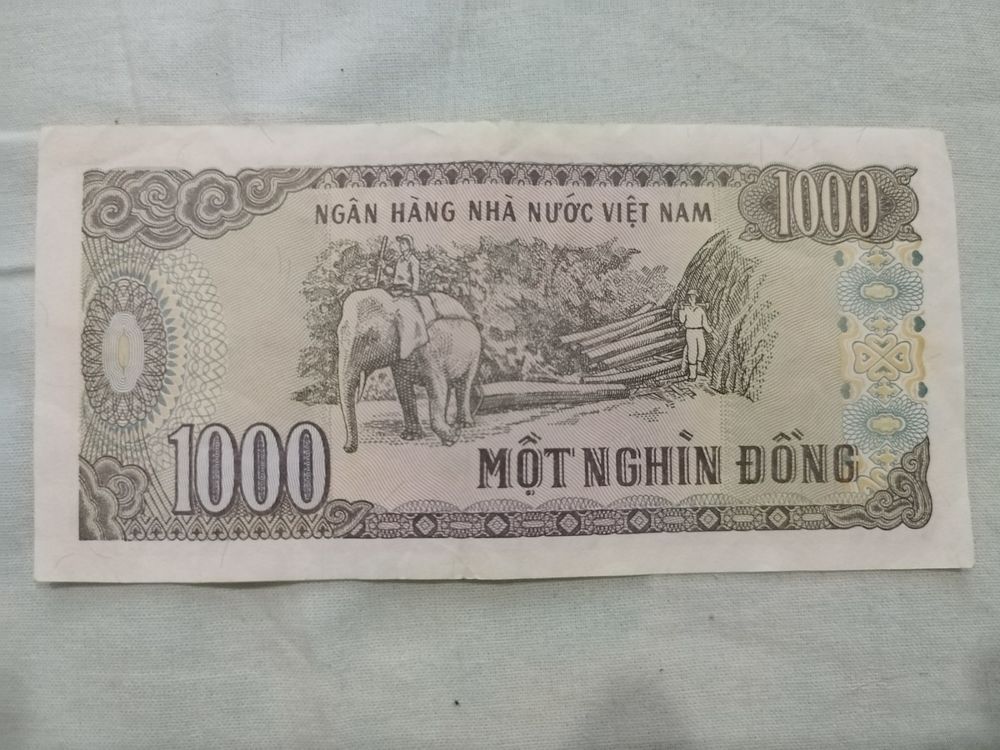 NGÂN HÀNG NHÀ NƯỚC VIỆT NAM
1000
1000
MỘT NGHÌN ĐỒNG